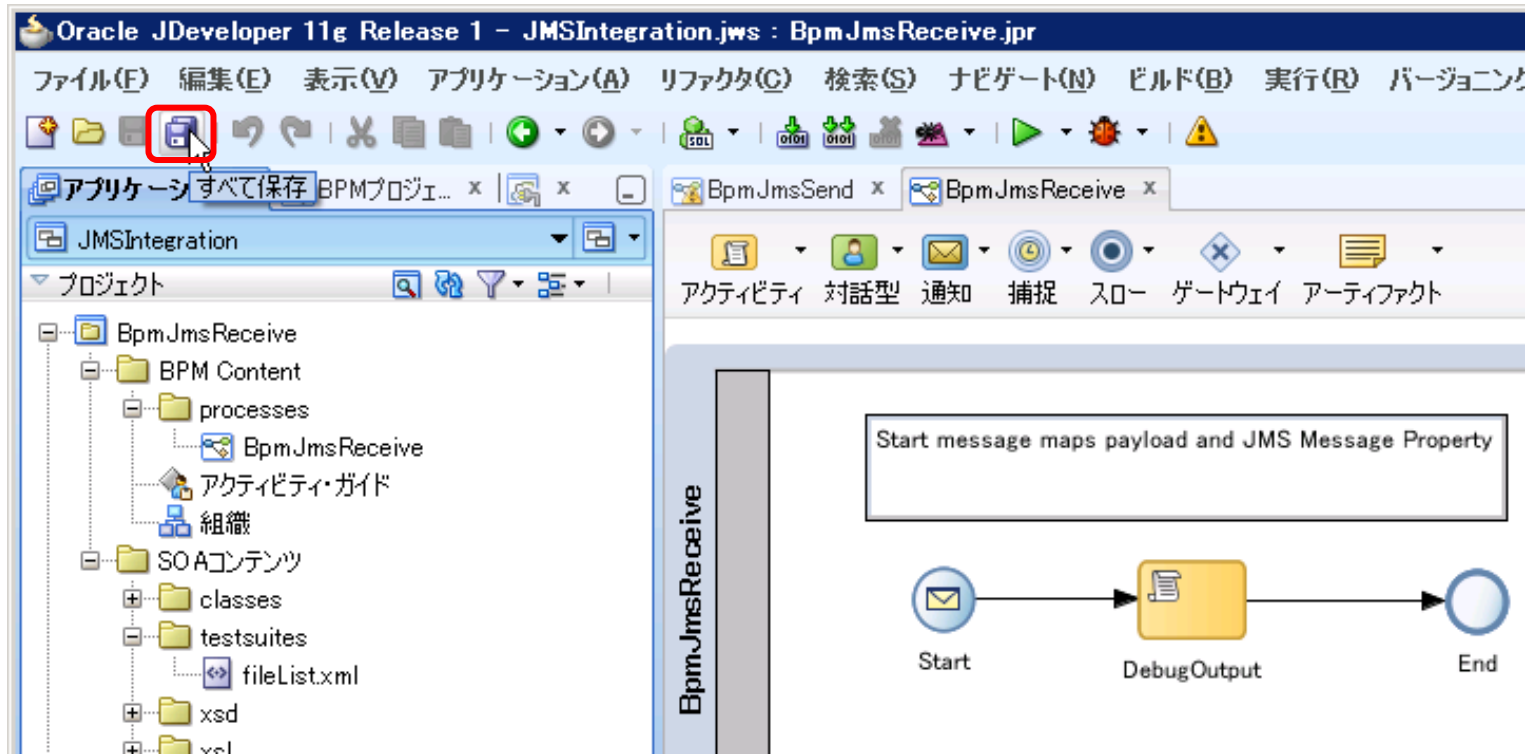 Oracle JDeveloper 11g Release 1 - JMSIntegration.jws : BpmJmsReceive.jpr
ファイル(F) 編集(E) 表示(V) アプリケーション(A) リファクタ(C) 検索(S) ナビゲート(N) ビルド(B) 実行(R) バージョニング
SQL
アプリケーシ
すべて保存
BPMプロジェ...
BpmJmsSend
BpmJmsReceive
JMSIntegration
プロジェクト
アクティビティ 対話型 通知 捕捉 スロー ゲートウェイ アーティファクト
BpmJmsReceive
BPM Content
processes
BpmJmsReceive
アクティビティ・ガイド
組織
SOAコンテンツ
classes
testsuites
fileList.xml
xsd
xsl
BpmJmsReceive
Start message maps payload and JMS Message Property
Start
DebugOutput
End